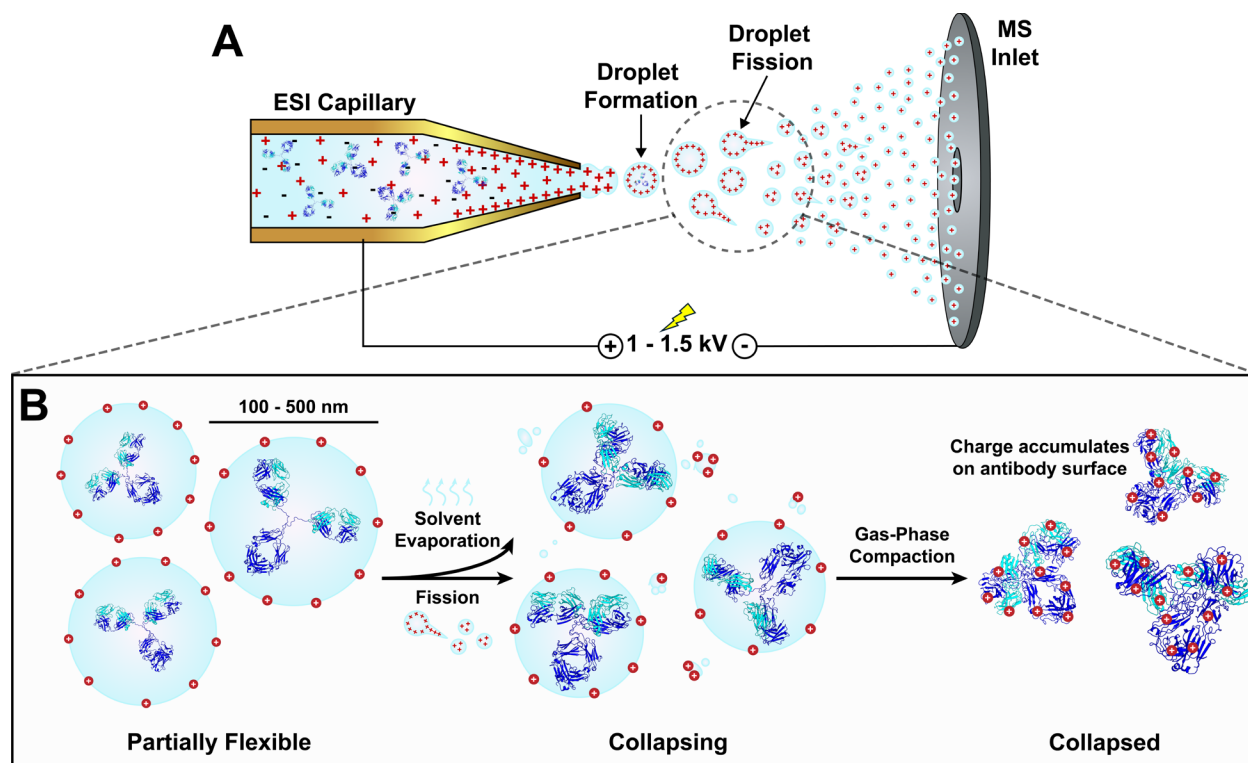 A
ESI Capillary
Droplet
Formation
Droplet
Fission
MS
Inlet
+ 1 - 1.5 kV -
B
100 - 500 nm
Solvent
Evaporation
Fission
Gas-Phase
Compaction
Charge accumulates
on antibody surface
Partially Flexible
Collapsing
Collapsed